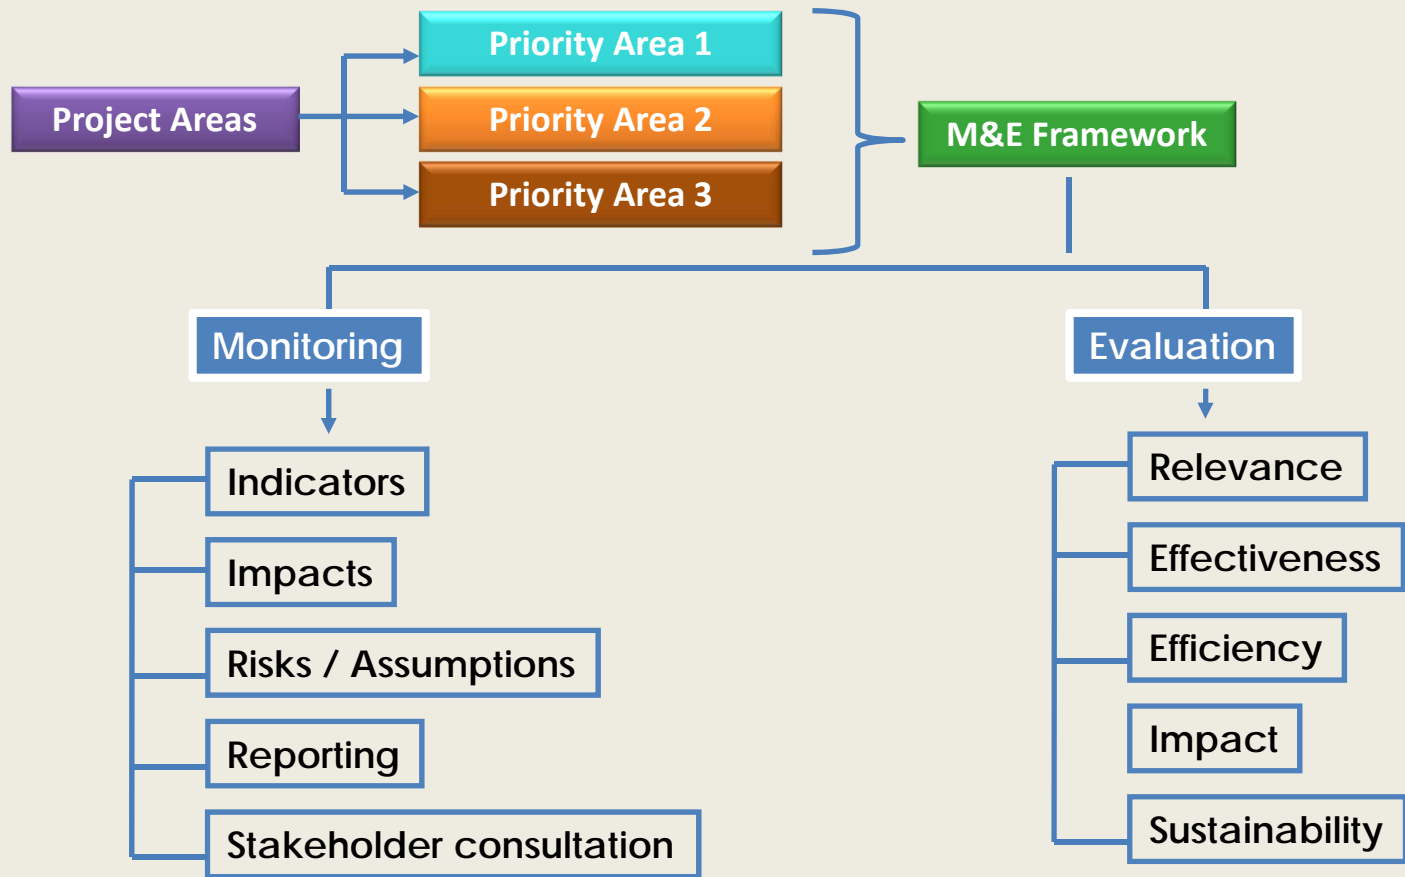 Priority Area 1
Project Areas
Priority Area 2
M&E Framework
Priority Area 3
Monitoring
Evaluation
Indicators
Impacts
Risks / Assumptions
Reporting
Stakeholder consultation
Relevance
Effectiveness
Efficiency
Impact
Sustainability